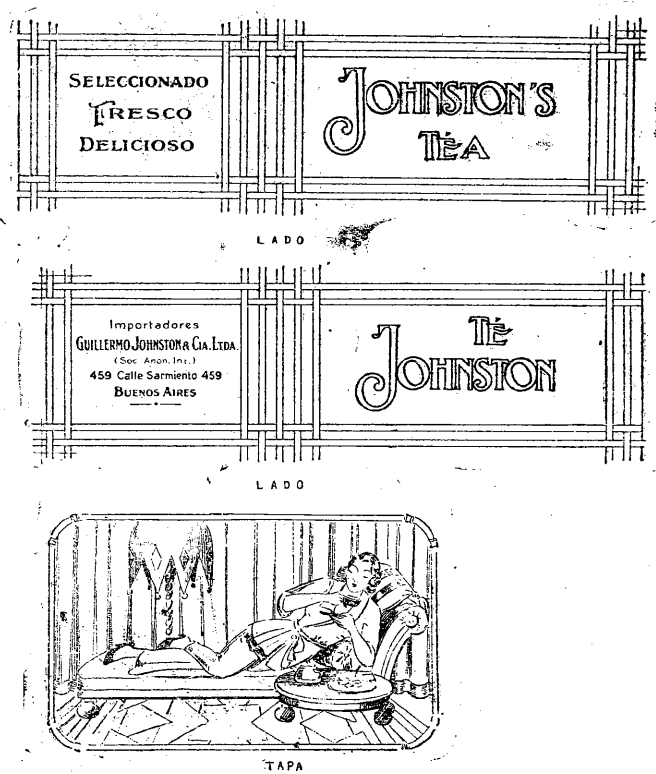 SELECCIONADO
FRESCO
DELICIOSO
JOHNSTON'S
TÉA
LADO
Importadores
GUILLERMO JOHNSTON & CIA. LTDA.
(Soc. Anon. Inc.)
459 Calle Sarmiento 459
BUENOS AIRES
TÉ
JOHNSTON
LADO
TAPA